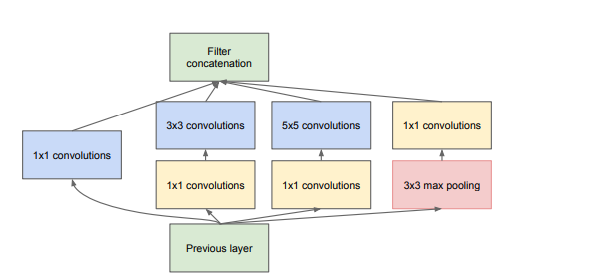 Filter
concatenation
3x3 convolutions
5x5 convolutions
1x1 convolutions
1x1 convolutions
1x1 convolutions
1x1 convolutions
3x3 max pooling
Previous layer